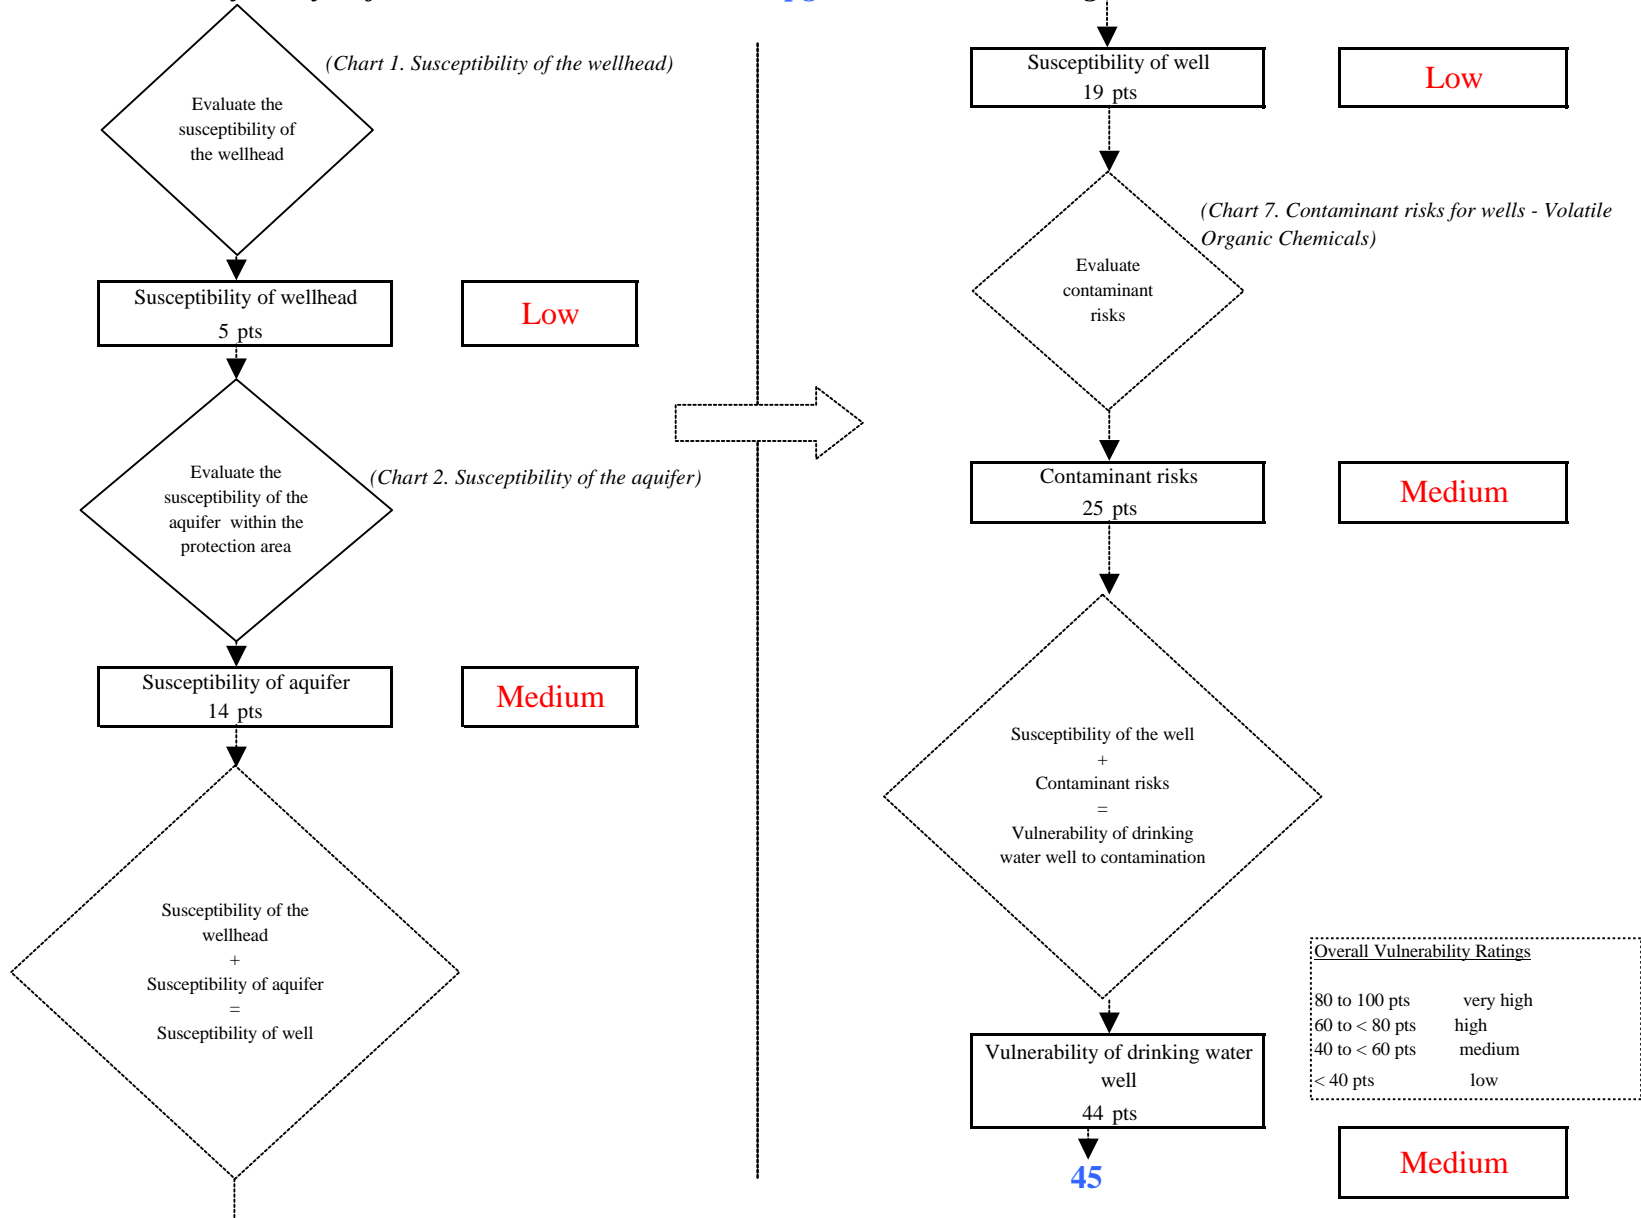 (Chart 1. Susceptibility of the wellhead)
Evaluate the
susceptibility of
the wellhead
Susceptibility of wellhead
5 pts
Low
Evaluate the
susceptibility of the
aquifer within the
protection area
(Chart 2. Susceptibility of the aquifer)
Susceptibility of aquifer
14 pts
Medium
Susceptibility of the
wellhead
+
Susceptibility of aquifer
=
Susceptibility of well
Susceptibility of well
19 pts
Low
(Chart 7. Contaminant risks for wells - Volatile
Organic Chemicals)
Evaluate
contaminant
risks
Contaminant risks
25 pts
Medium
Susceptibility of the well
+
Contaminant risks
=
Vulnerability of drinking
water well to contamination
Overall Vulnerability Ratings
80 to 100 pts very high
60 to < 80 pts high
40 to < 60 pts medium
< 40 pts low
Vulnerability of drinking water
well
44 pts
45
Medium